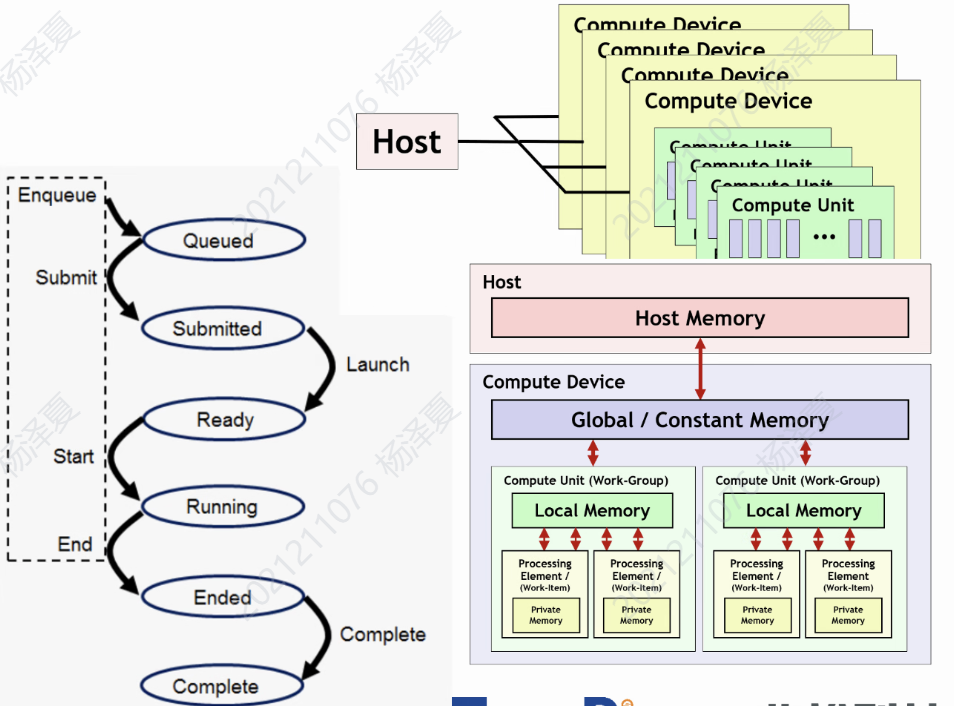 Enqueue
Queued
Submit
Submitted
Launch
Ready
Start
Running
End
Ended
Complete
Complete
Host
Compute Device
Compute Device
Compute Device
Compute Device
Compute Unit
Compute Unit
Compute Unit
Compute Unit
...
Host
Host Memory
Compute Device
Global / Constant Memory
Compute Unit (Work-Group)
Local Memory
Processing
Element /
(Work-Item)
Private
Memory
Processing
Element /
(Work-Item)
Private
Memory
Compute Unit (Work-Group)
Local Memory
Processing
Element /
(Work-Item)
Private
Memory
Processing
Element
(Work-Item)
Private
Memory
杨泽夏
杨泽夏
杨泽夏
2021211076 杨泽夏
2021211076 杨泽夏
2021211076 杨泽夏
2021211076 杨泽夏